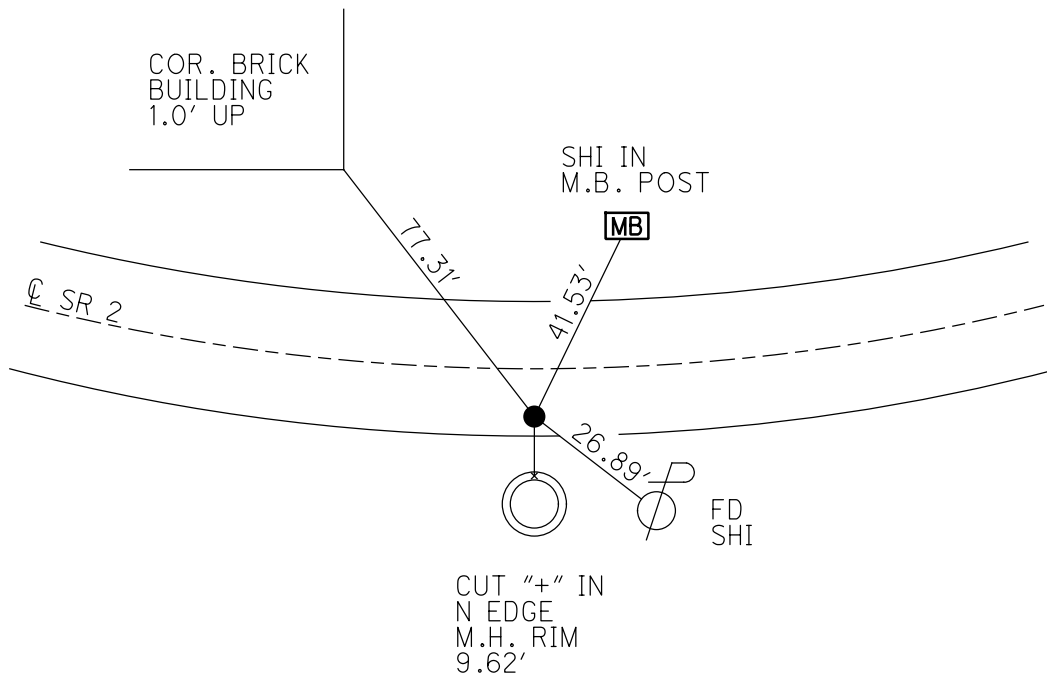 COR. BRICK
BUILDING
1.0' UP
SHI IN
M.B. POST
MB
77.31'
41.53'
℄ SR 2
26.89'
FD
SHI
CUT "+" IN
N EDGE
M.H. RIM
9.62'